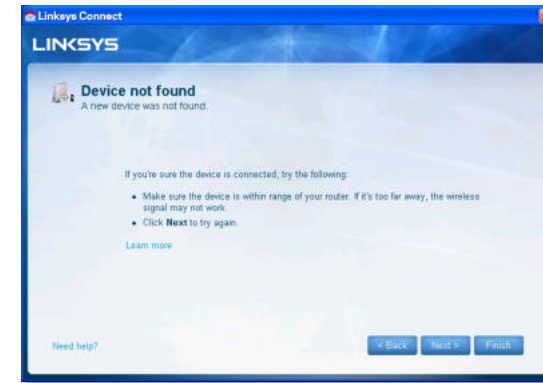 Linksys Connect
LINKSYS
Device not found
A new device was not found.
If you're sure the device is connected, try the following:
• Make sure the device is within range of your router. If it's too far away, the wireless
signal may not work.
• Click Next to try again.
Learn more
Need help?
< Back
Next >
Finish